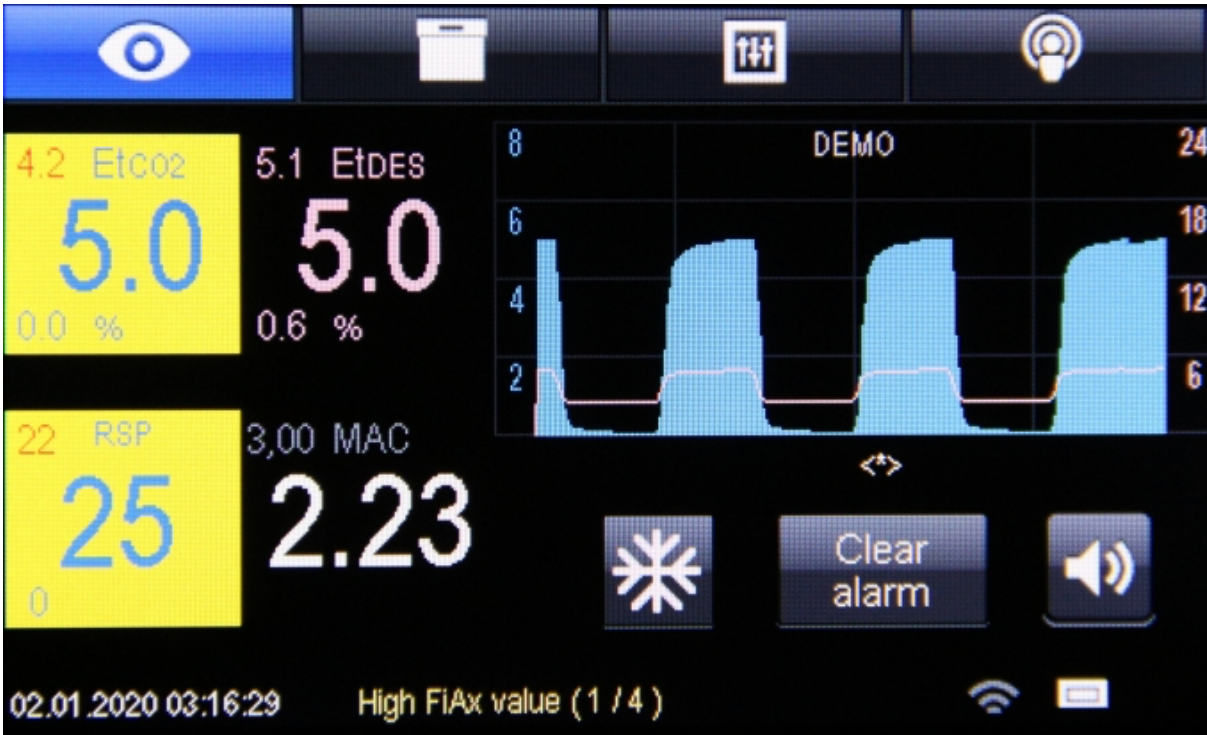 4.2 EtCO2
5.0
0.0 %
5.1 EtDES
5.0
0.6 %
8 DEMO 24
6 18
4 12
2 6
<*>
22 RSP
25
0
3,00 MAC
2.23
Clear
alarm
02.01.2020 03:16:29 High FiAx value ( 1 / 4 )